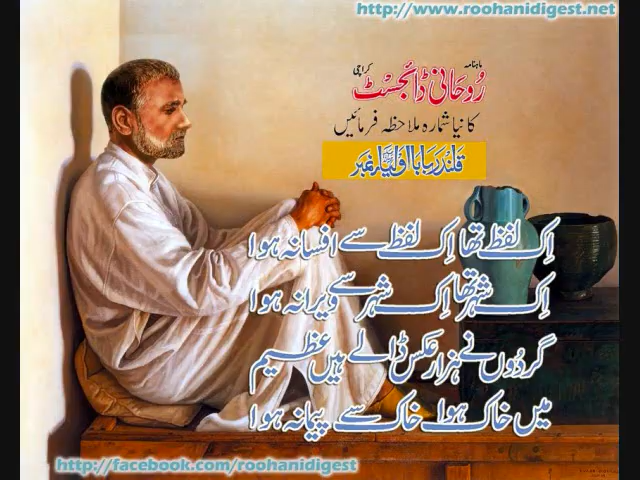 http://www.roohanidigest.net
ماہنامہ
روحانی ڈائجسٹ کراچی
کا نیا شمارہ ملاحظہ فرمائیں
قلندر بابا اولیاءؒ نمبر
اِک لفظ تھا اِک لفظ سے افسانہ ہوا
اِک شہر تھا اِک شہر سے ویرانہ ہوا
گردوں نے ہزار عکس ڈالے ہیں عظیم
میں خاک ہوا خاک سے پیمانہ ہوا
http://facebook.com/roohanidigest